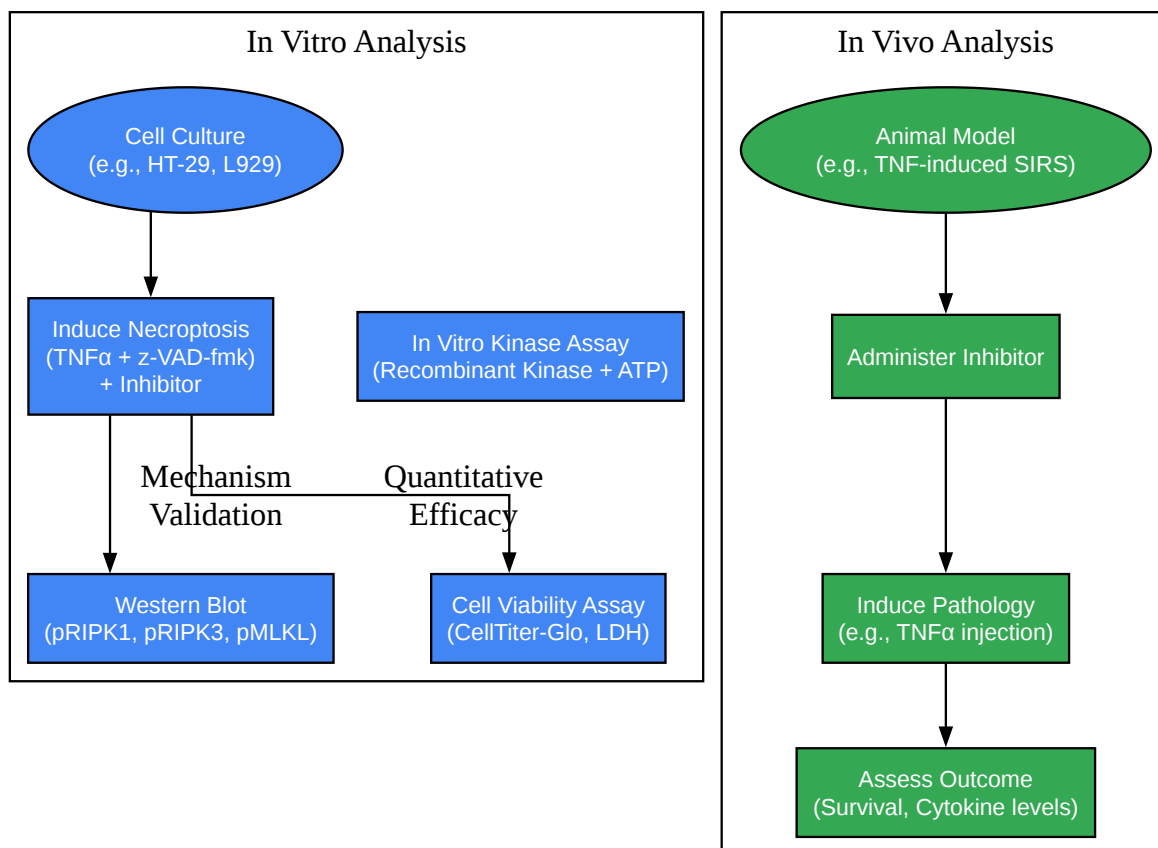 In Vitro Analysis
Cell Culture
(e.g., HT-29, L929)
Induce Necroptosis
(TNFα + z-VAD-fmk)
+ Inhibitor
In Vitro Kinase Assay
(Recombinant Kinase + ATP)
Mechanism
Validation
Quantitative
Efficacy
Western Blot
(pRIPK1, pRIPK3, pMLKL)
Cell Viability Assay
(CellTiter-Glo, LDH)
In Vivo Analysis
Animal Model
(e.g., TNF-induced SIRS)
Administer Inhibitor
Induce Pathology
(e.g., TNFα injection)
Assess Outcome
(Survival, Cytokine levels)